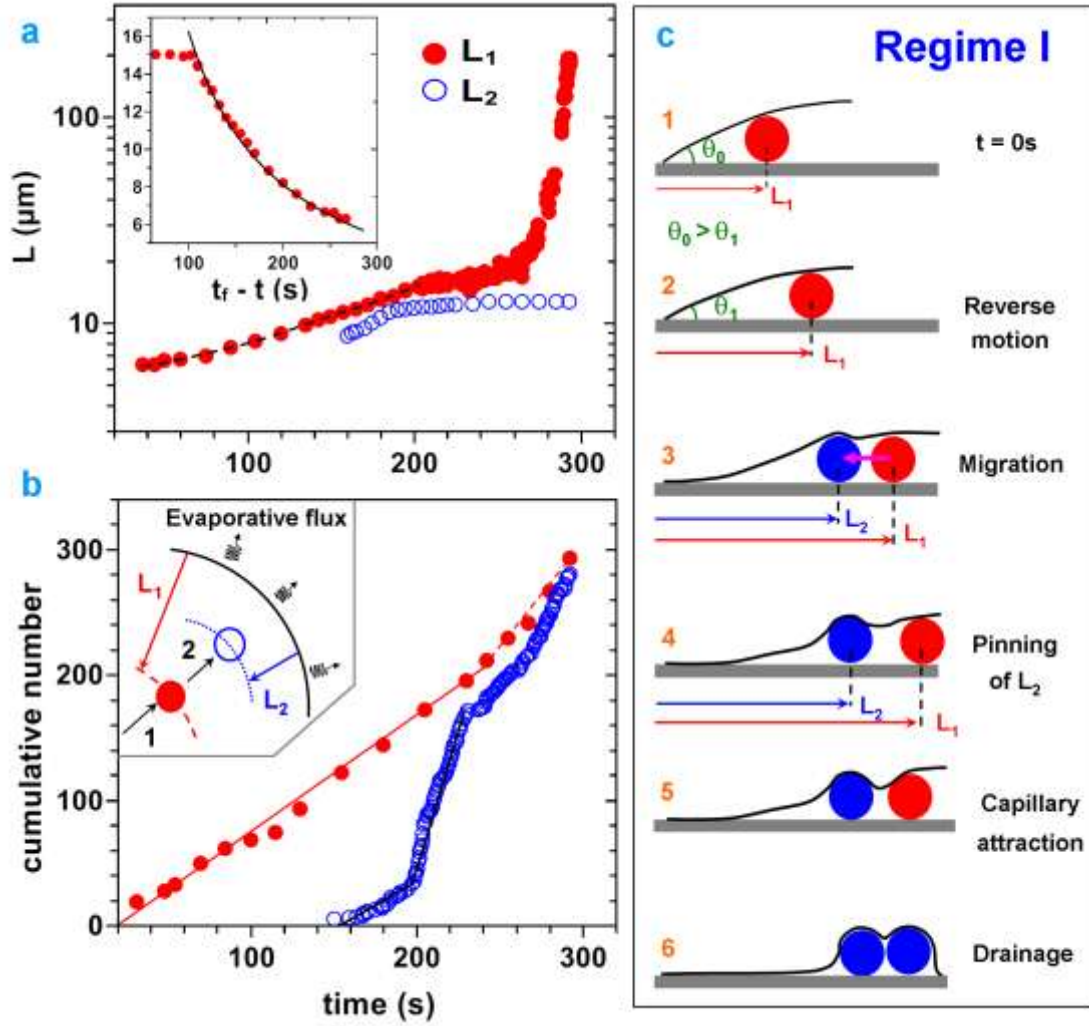 a
L (µm)
100
10
16
15
14
12
10
8
6
100
200
300
t_f - t (s)
L₁
L₂
100
200
300
b
cumulative number
300
200
100
0
Evaporative flux
L₁
2
L₂
1
0
100
200
300
time (s)
c
Regime I
1
θ₀
t = 0s
L₁
θ₀ > θ₁
2
θ₁
Reverse
motion
L₁
3
Migration
L₂
L₁
4
Pinning
of L₂
L₂
L₁
5
Capillary
attraction
6
Drainage